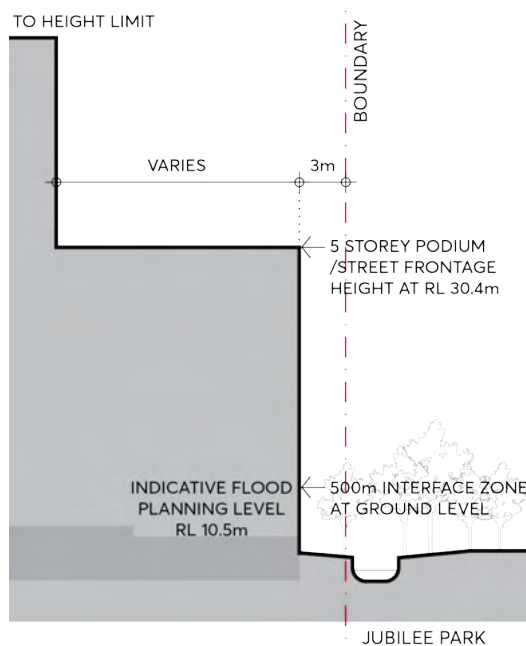 TO HEIGHT LIMIT
BOUNDARY
VARIES
3m
5 STOREY PODIUM
/STREET FRONTAGE
HEIGHT AT RL 30.4m
INDICATIVE FLOOD
PLANNING LEVEL
RL 10.5m
500m INTERFACE ZONE
AT GROUND LEVEL
JUBILEE PARK